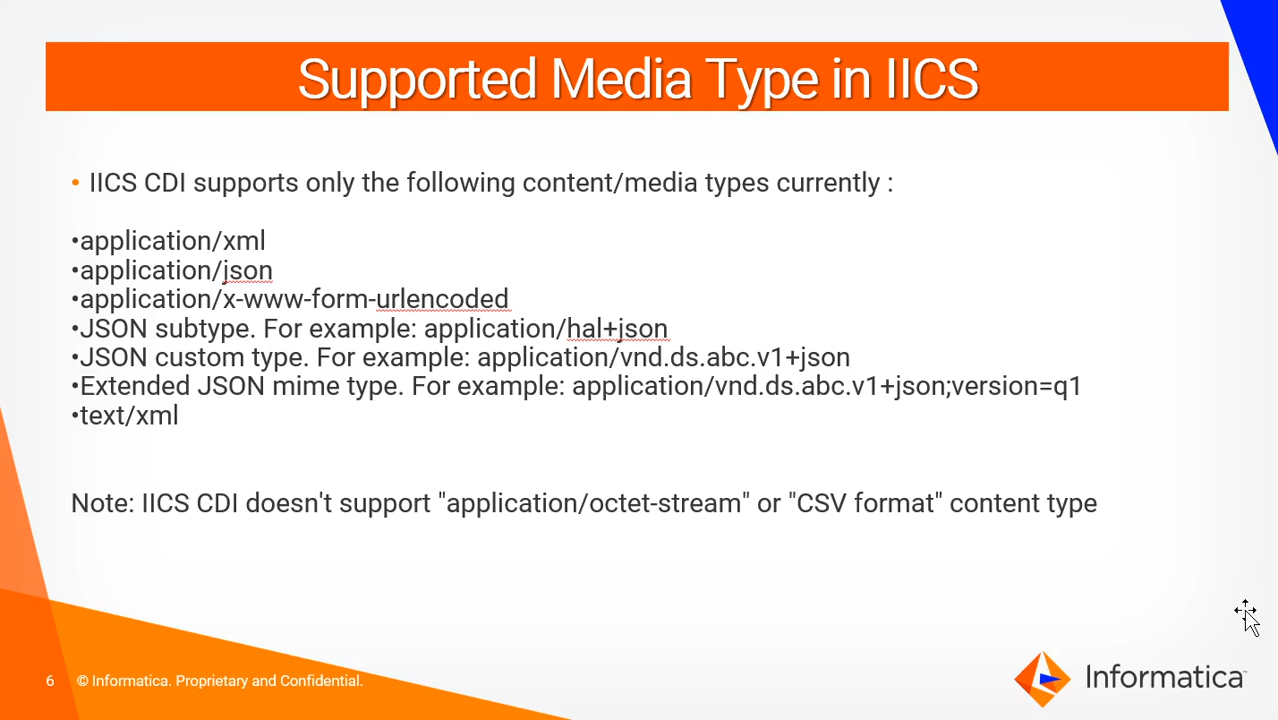 Supported Media Type in IICS
• IICS CDI supports only the following content/media types currently :
•application/xml
•application/json
•application/x-www-form-urlencoded
•JSON subtype. For example: application/hal+json
•JSON custom type. For example: application/vnd.ds.abc.v1+json
•Extended JSON mime type. For example: application/vnd.ds.abc.v1+json;version=q1
•text/xml
Note: IICS CDI doesn't support "application/octet-stream" or "CSV format" content type
6 © Informatica. Proprietary and Confidential.
Informatica